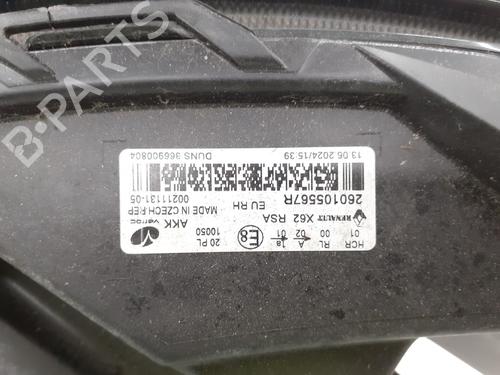 HCR RL A 1a
01 00 02 01
E8
20 PL
10050
RENAULT X62 RSA
EU RH
AKK
MADE IN CZECH REP
260105567R
00211131-05
13.06.2024/15:39
DUNS 366900804
B-PARTS